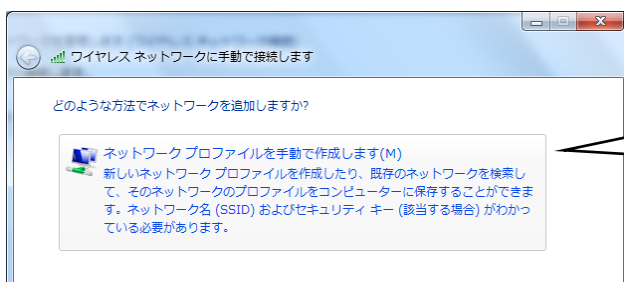 ワイヤレス ネットワークに手動で接続します
どのような方法でネットワークを追加しますか?
ネットワーク プロファイルを手動で作成します(M)
新しいネットワーク プロファイルを作成したり、既存のネットワークを検索し
て、そのネットワークのプロファイルをコンピューターに保存することができま
す。ネットワーク名 (SSID) およびセキュリティ キー (該当する場合) がわかっ
ている必要があります。